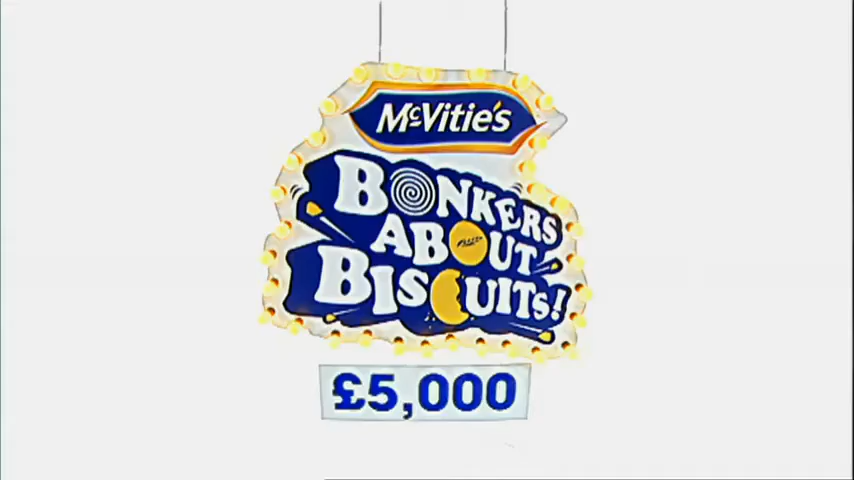 McVitie's
BONKERS
ABOUT
BISCUITS!
£5,000